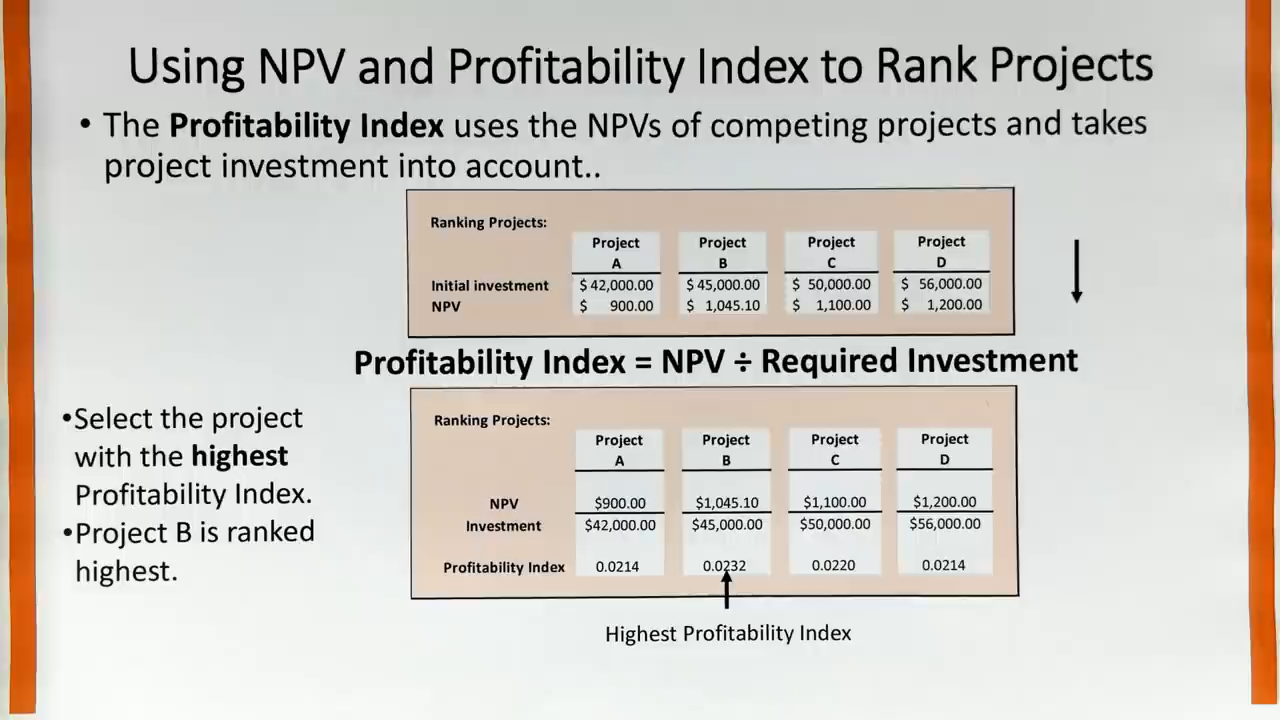 Using NPV and Profitability Index to Rank Projects
• The Profitability Index uses the NPVs of competing projects and takes
project investment into account..
Ranking Projects:
Project Project Project Project
A B C D
Initial investment $ 42,000.00 $ 45,000.00 $ 50,000.00 $ 56,000.00
NPV $ 900.00 $ 1,045.10 $ 1,100.00 $ 1,200.00
Profitability Index = NPV ÷ Required Investment
•Select the project
with the highest
Profitability Index.
•Project B is ranked
highest.
Ranking Projects:
Project Project Project Project
A B C D
NPV $900.00 $1,045.10 $1,100.00 $1,200.00
Investment $42,000.00 $45,000.00 $50,000.00 $56,000.00
Profitability Index 0.0214 0.0232 0.0220 0.0214
Highest Profitability Index